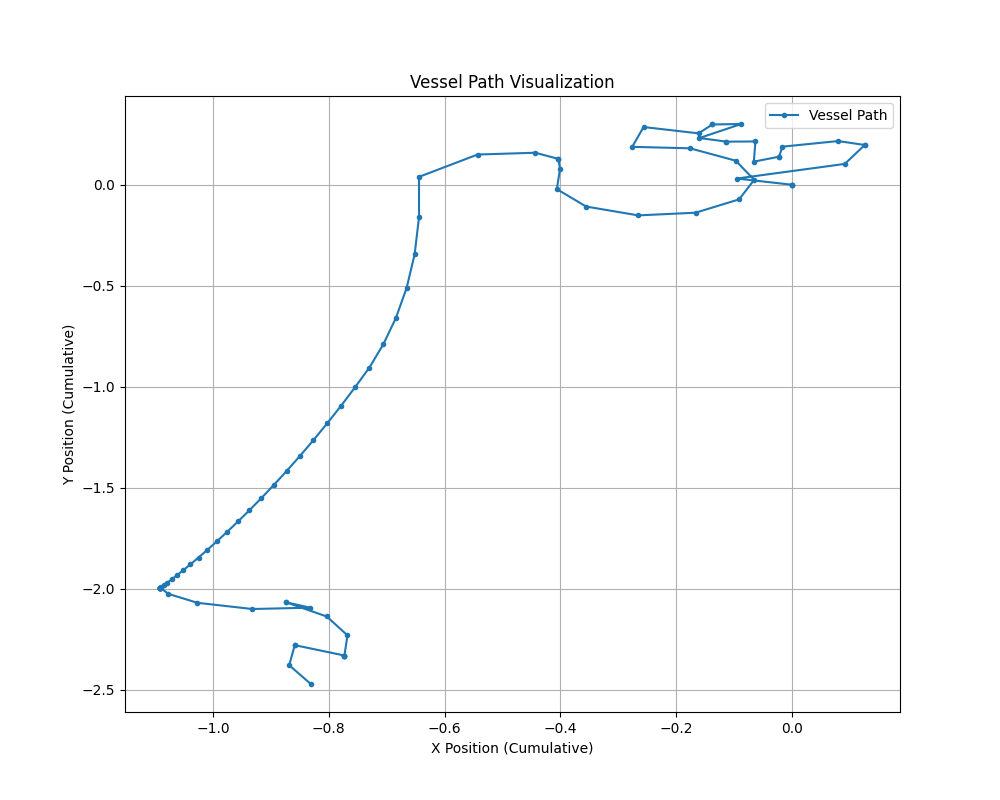 Vessel Path Visualization
Vessel Path
Y Position (Cumulative)
0.0
−0.5
−1.0
−1.5
−2.0
−2.5
−1.0 −0.8 −0.6 −0.4 −0.2 0.0
X Position (Cumulative)